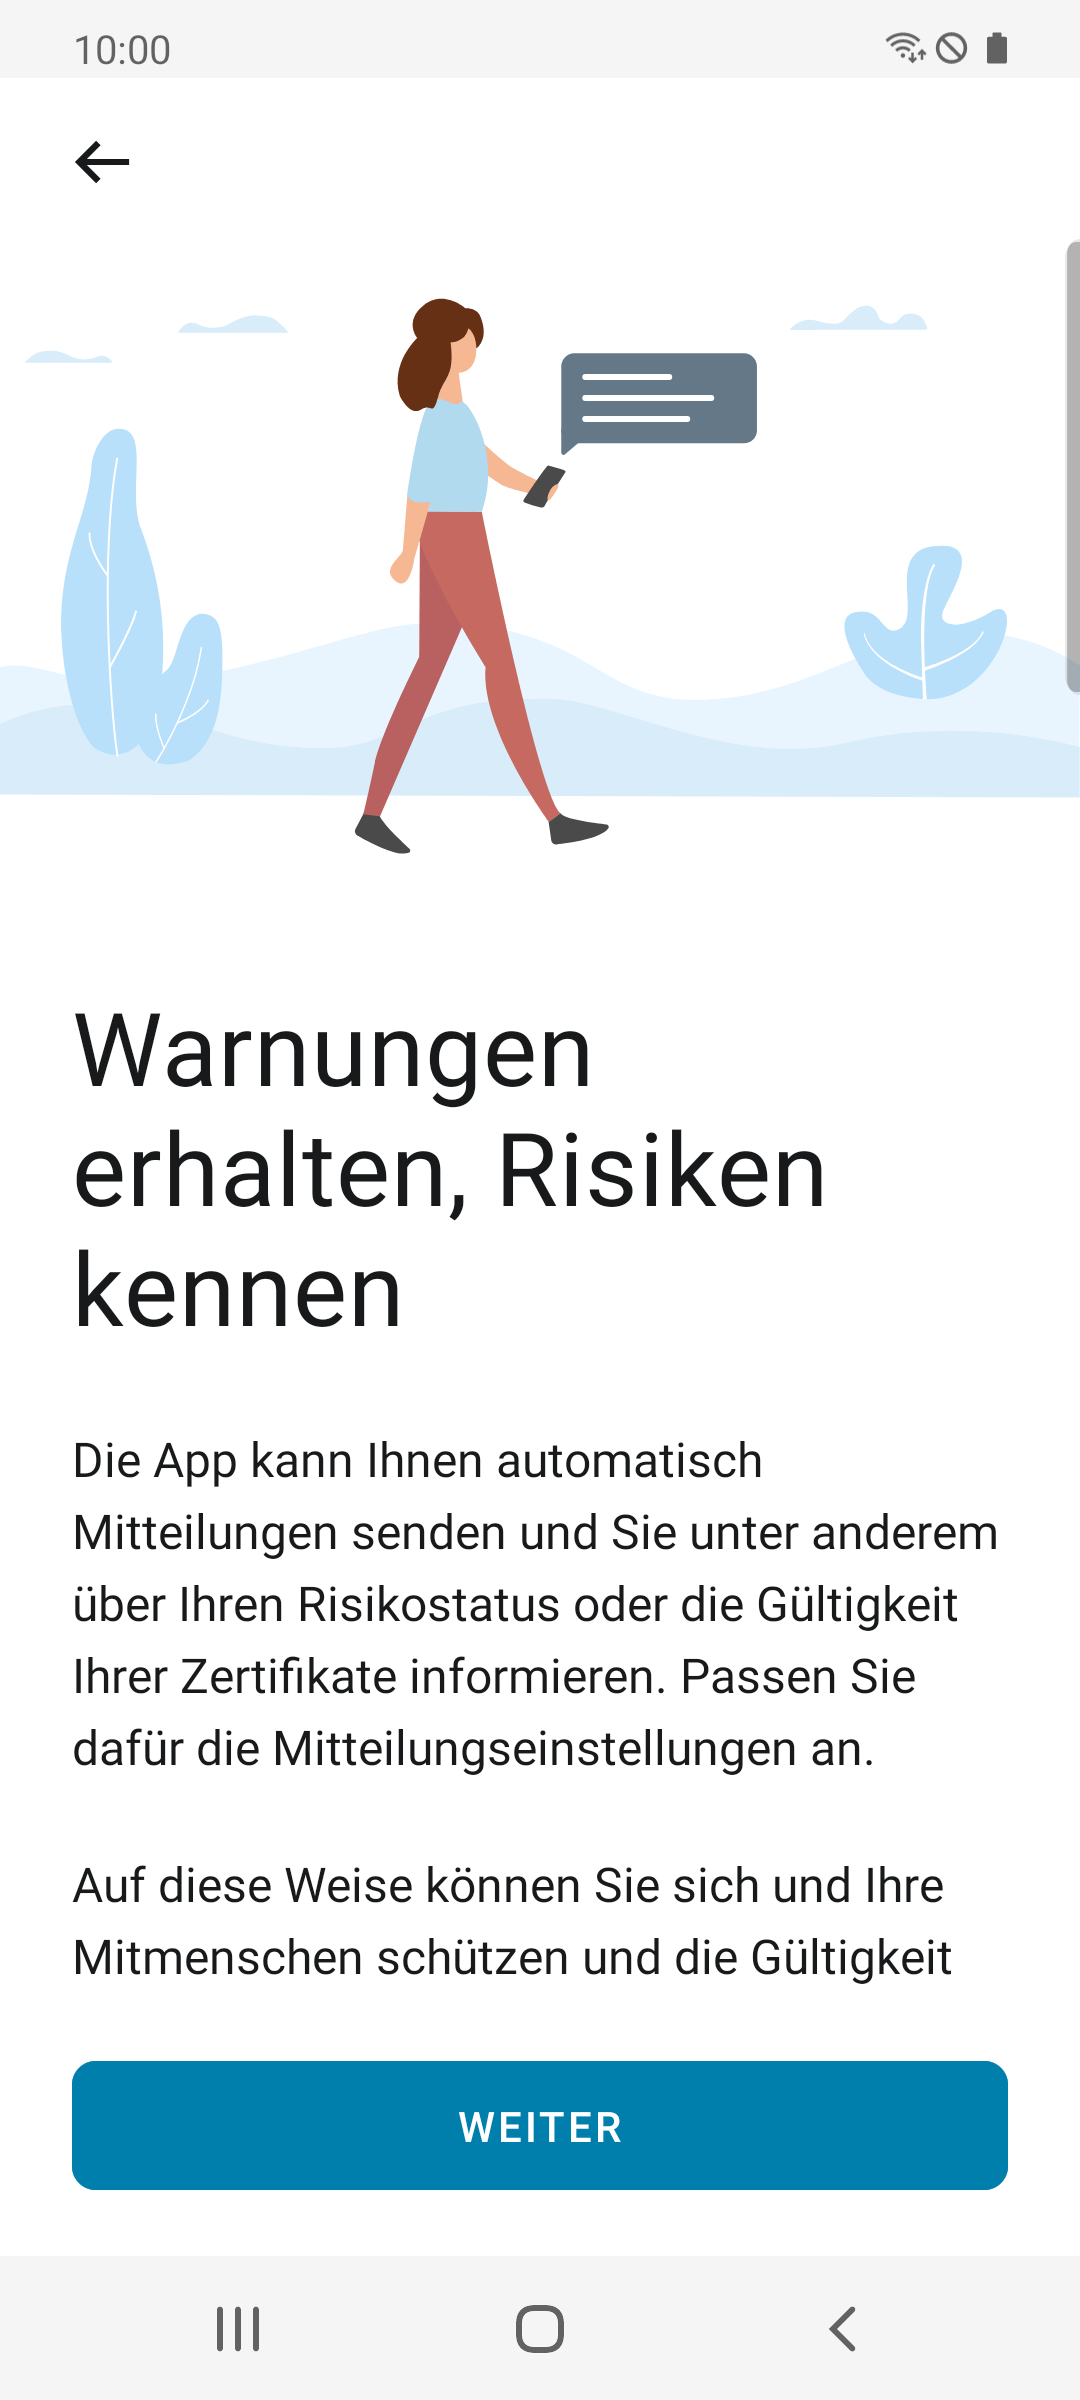 10:00
Warnungen
erhalten, Risiken
kennen
Die App kann Ihnen automatisch
Mitteilungen senden und Sie unter anderem
über Ihren Risikostatus oder die Gültigkeit
Ihrer Zertifikate informieren. Passen Sie
dafür die Mitteilungseinstellungen an.
Auf diese Weise können Sie sich und Ihre
Mitmenschen schützen und die Gültigkeit
WEITER